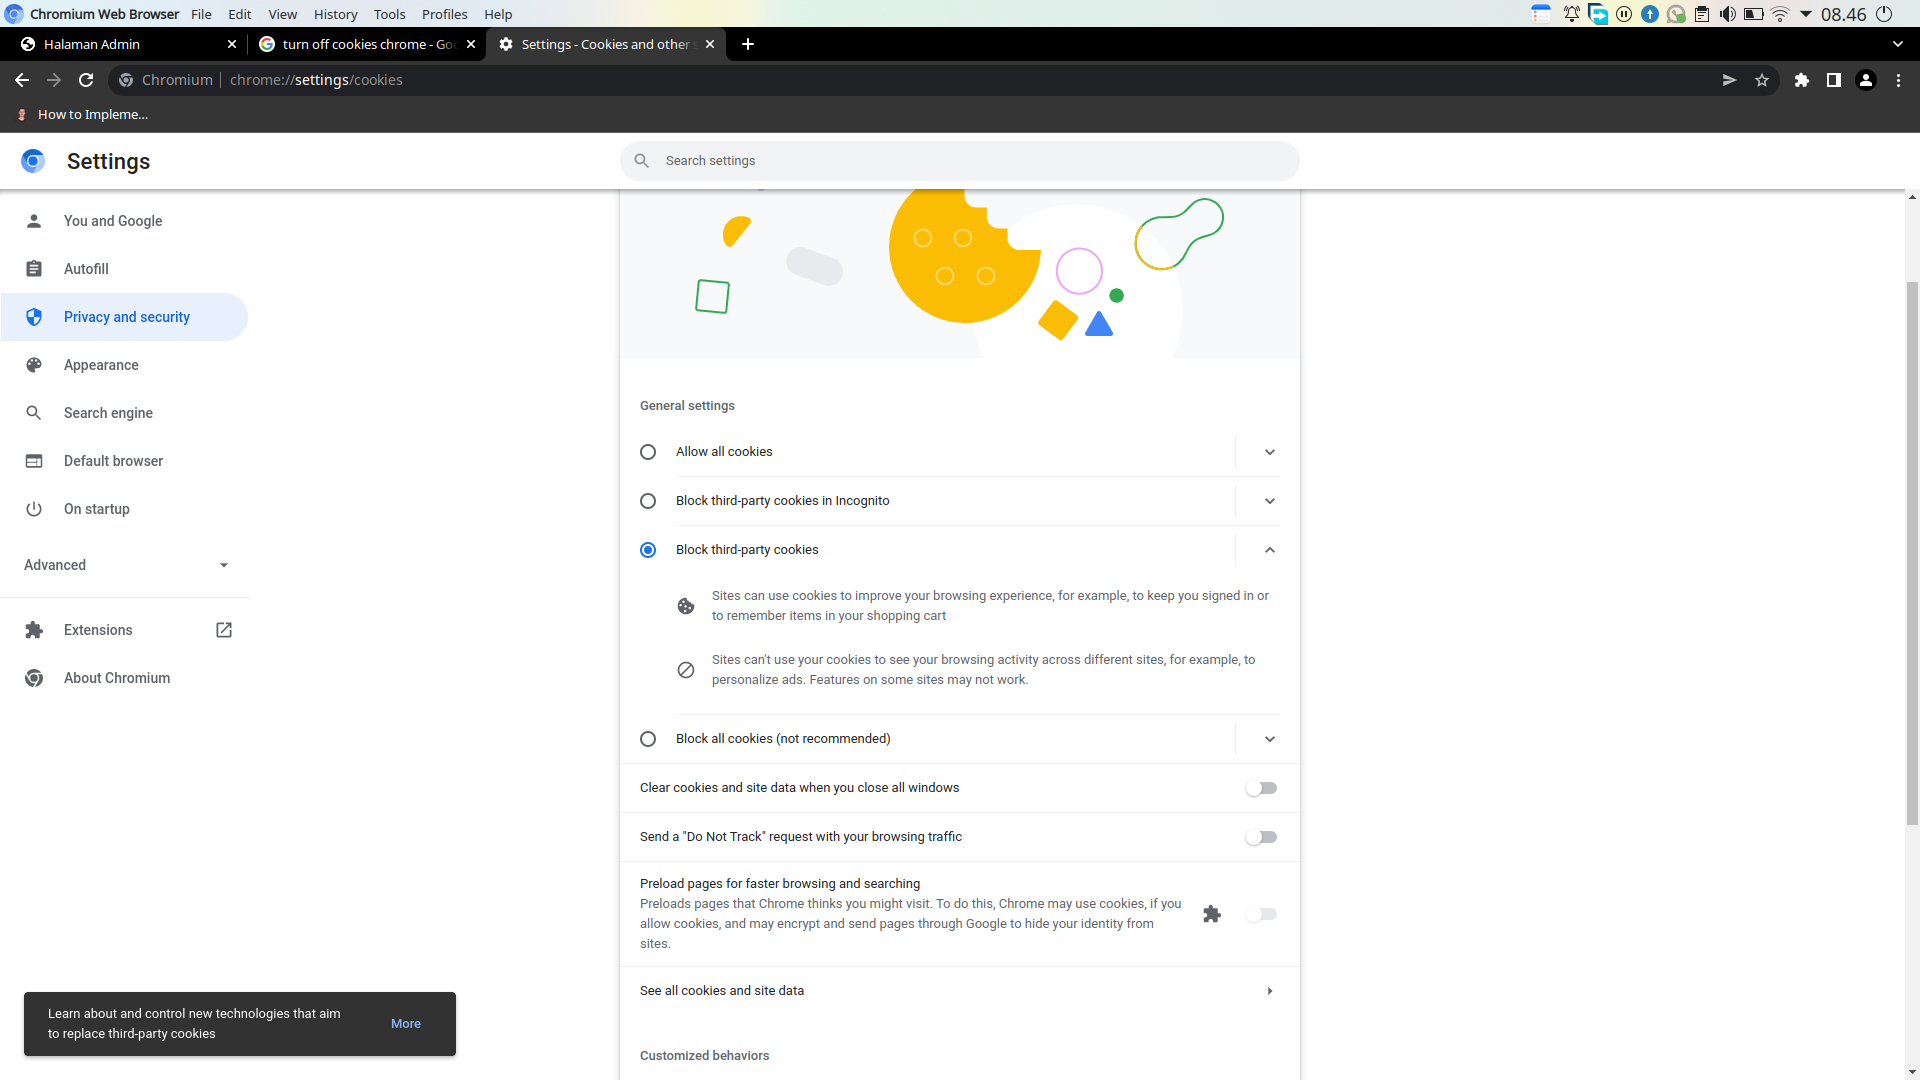 Chromium Web Browser File Edit View History Tools Profiles Help 08.46
Halaman Admin
turn off cookies chrome - Goo
Settings - Cookies and other s
Chromium chrome://settings/cookies
How to Impleme...
Settings
Search settings
You and Google
Autofill
Privacy and security
Appearance
Search engine
Default browser
On startup
Advanced
Extensions
About Chromium
General settings
Allow all cookies
Block third-party cookies in Incognito
Block third-party cookies
Sites can use cookies to improve your browsing experience, for example, to keep you signed in or
to remember items in your shopping cart
Sites can't use your cookies to see your browsing activity across different sites, for example, to
personalize ads. Features on some sites may not work.
Block all cookies (not recommended)
Clear cookies and site data when you close all windows
Send a "Do Not Track" request with your browsing traffic
Preload pages for faster browsing and searching
Preloads pages that Chrome thinks you might visit. To do this, Chrome may use cookies, if you
allow cookies, and may encrypt and send pages through Google to hide your identity from
sites.
See all cookies and site data
Customized behaviors
Learn about and control new technologies that aim
to replace third-party cookies
More